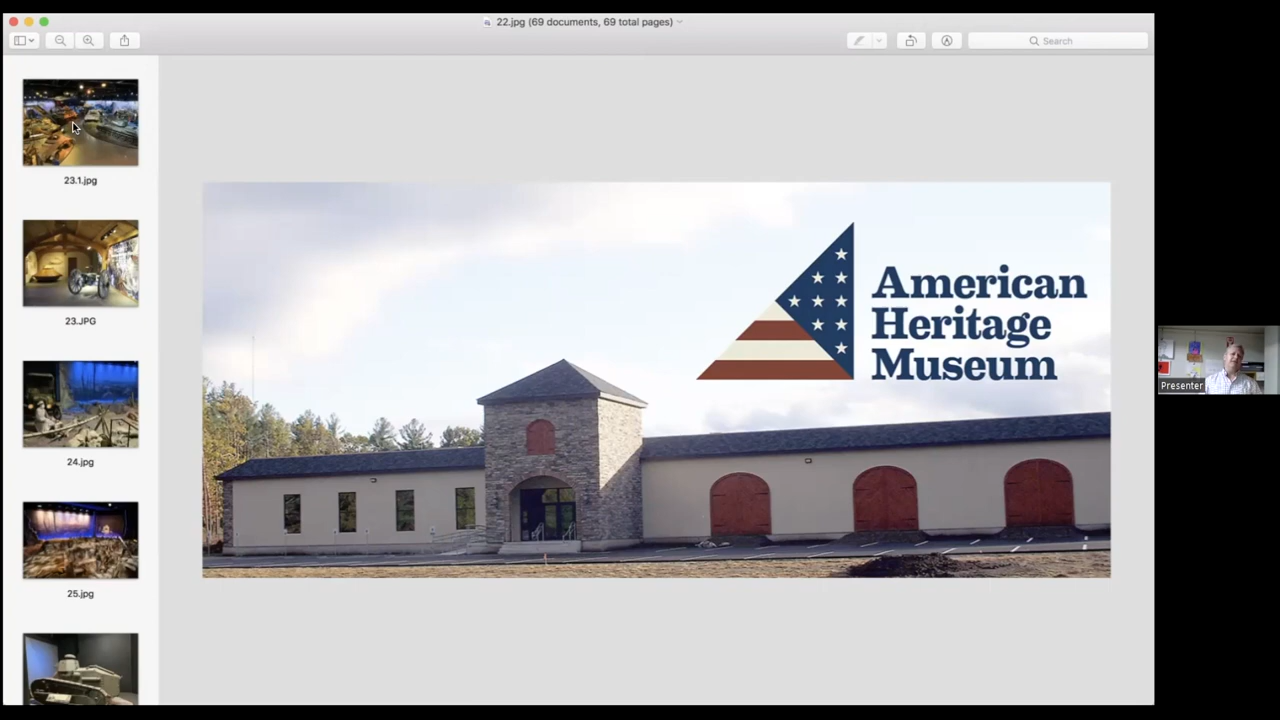 22.jpg (69 documents, 69 total pages)
Search
23.1.jpg
23.JPG
24.jpg
25.jpg
American
Heritage
Museum
Presenter